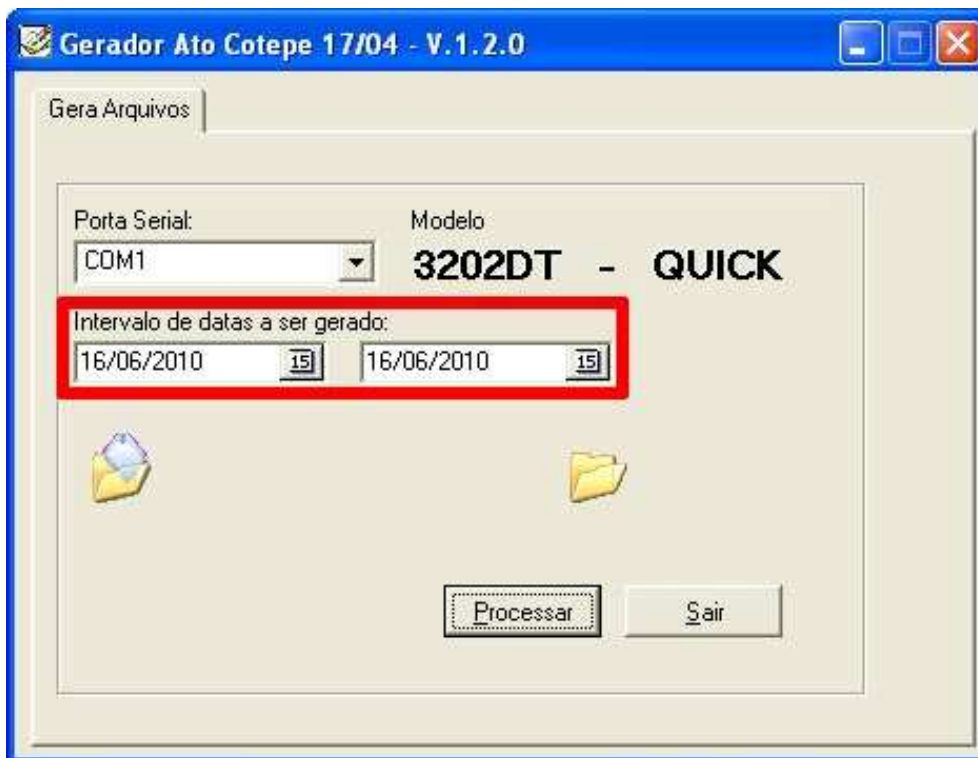 Gerador Ato Cotepe 17/04 - V.1.2.0
Gera Arquivos
Porta Serial: Modelo
COM1 3202DT - QUICK
Intervalo de datas a ser gerado:
16/06/2010 15 16/06/2010 15
Processar Sair